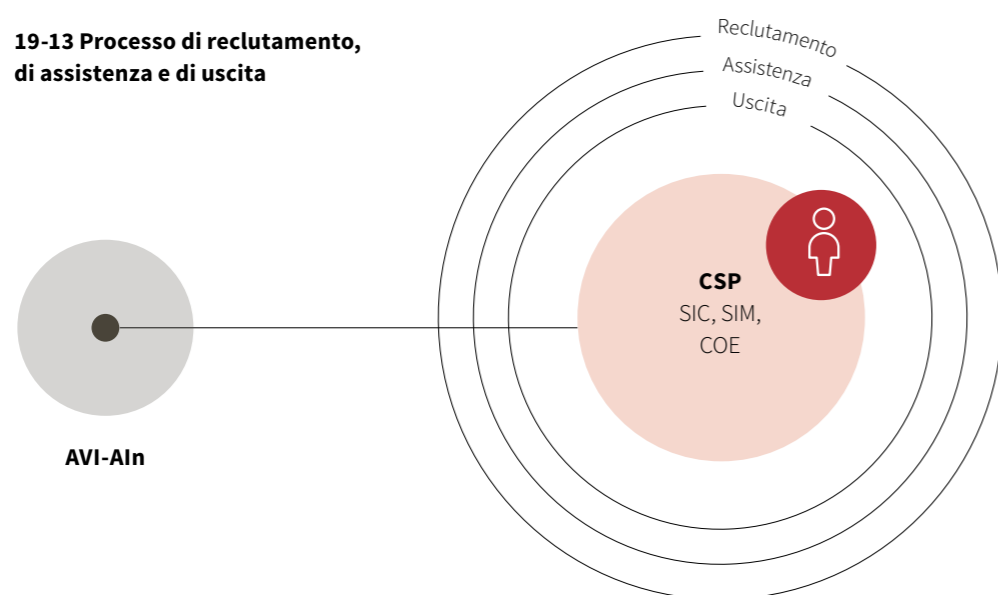 19-13 Processo di reclutamento,
di assistenza e di uscita
Reclutamento
Assistenza
Uscita
CSP
SIC, SIM,
COE
AVI-AIn